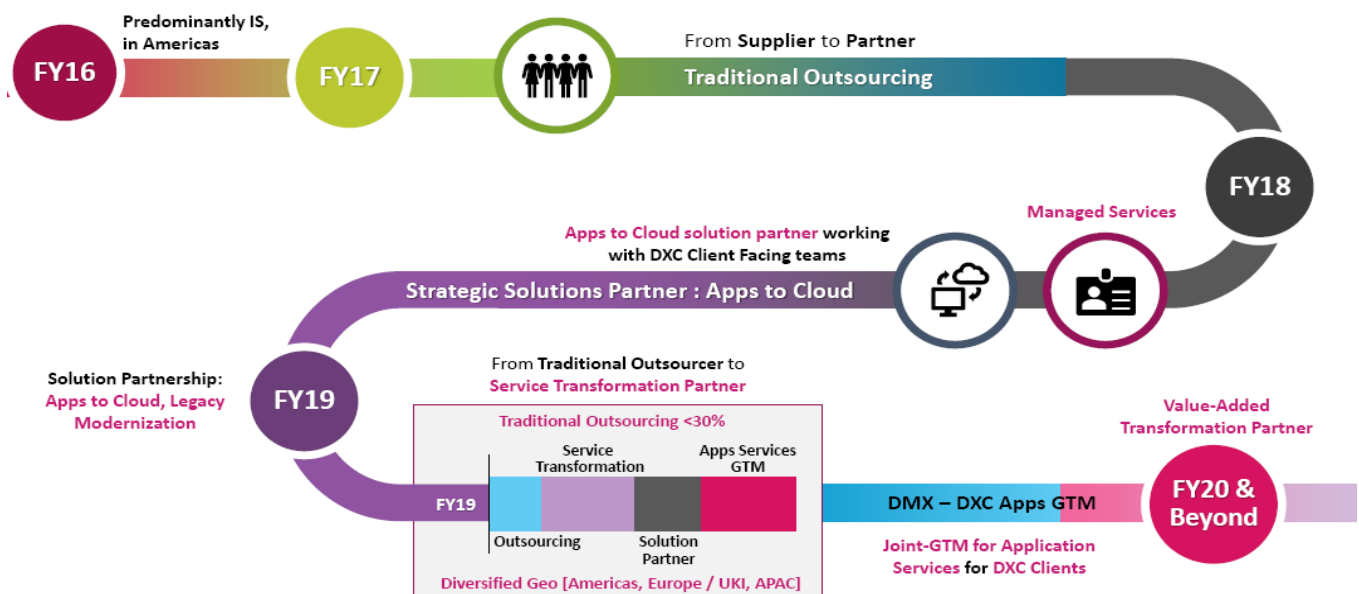 Predominantly IS,
in Americas
FY16
FY17
From Supplier to Partner
Traditional Outsourcing
FY18
Managed Services
Apps to Cloud solution partner working
with DXC Client Facing teams
Strategic Solutions Partner : Apps to Cloud
Solution Partnership:
Apps to Cloud, Legacy
Modernization
FY19
From Traditional Outsourcer to
Service Transformation Partner
Traditional Outsourcing <30%
Service
Transformation
Apps Services
GTM
FY19
Outsourcing
Solution
Partner
Diversified Geo [Americas, Europe / UKI, APAC]
DMX – DXC Apps GTM
Joint-GTM for Application
Services for DXC Clients
Value-Added
Transformation Partner
FY20 &
Beyond